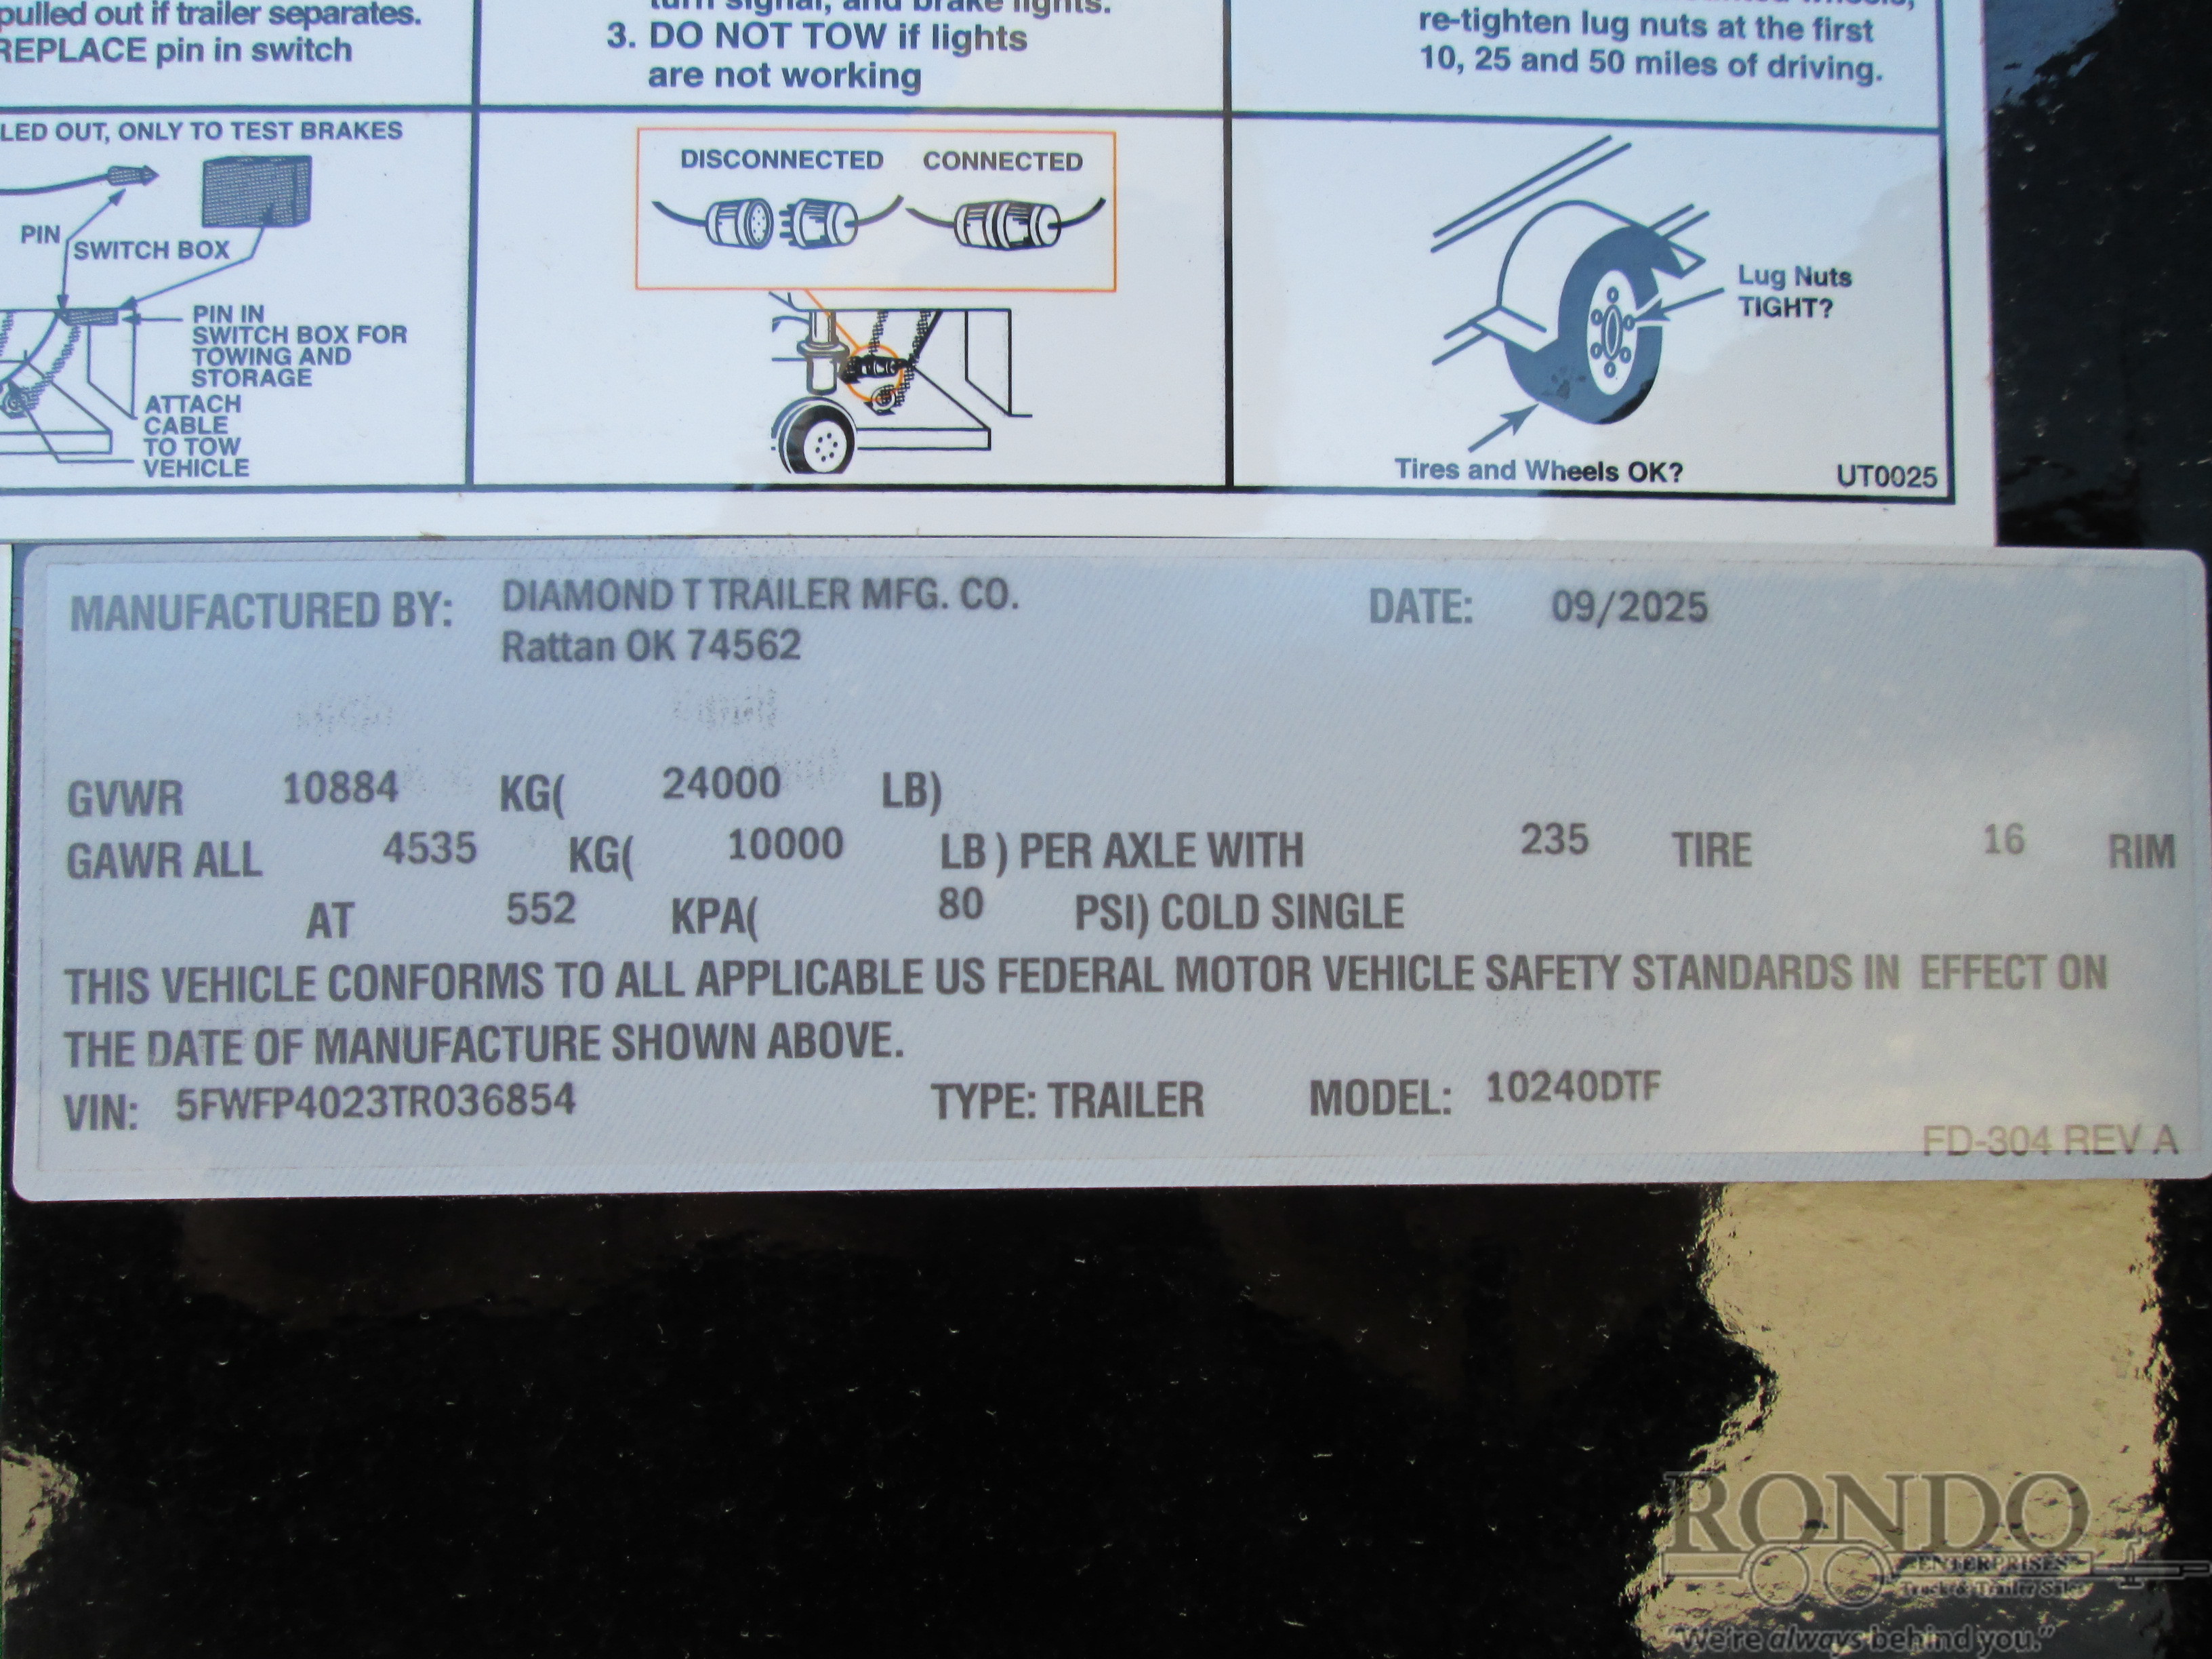 pulled out if trailer separates.
REPLACE pin in switch
turn signal, and brake lights.
3. DO NOT TOW if lights
are not working
re-tighten lug nuts at the first
10, 25 and 50 miles of driving.
LED OUT, ONLY TO TEST BRAKES
PIN
SWITCH BOX
PIN IN
SWITCH BOX FOR
TOWING AND
STORAGE
ATTACH
CABLE
TO TOW
VEHICLE
DISCONNECTED CONNECTED
Lug Nuts
TIGHT?
Tires and Wheels OK?
UT0025
MANUFACTURED BY: DIAMOND T TRAILER MFG. CO. DATE: 09/2025
Rattan OK 74562
GVWR 10884 KG( 24000 LB)
GAWR ALL 4535 KG( 10000 LB) PER AXLE WITH 235 TIRE 16 RIM
AT 552 KPA( 80 PSI) COLD SINGLE
THIS VEHICLE CONFORMS TO ALL APPLICABLE US FEDERAL MOTOR VEHICLE SAFETY STANDARDS IN EFFECT ON
THE DATE OF MANUFACTURE SHOWN ABOVE.
VIN: 5FWFP4023TR036854 TYPE: TRAILER MODEL: 10240DTF
FD-304 REV A
RONDO
ENTERPRISES
Truck & Trailer Sales
"We're always behind you."